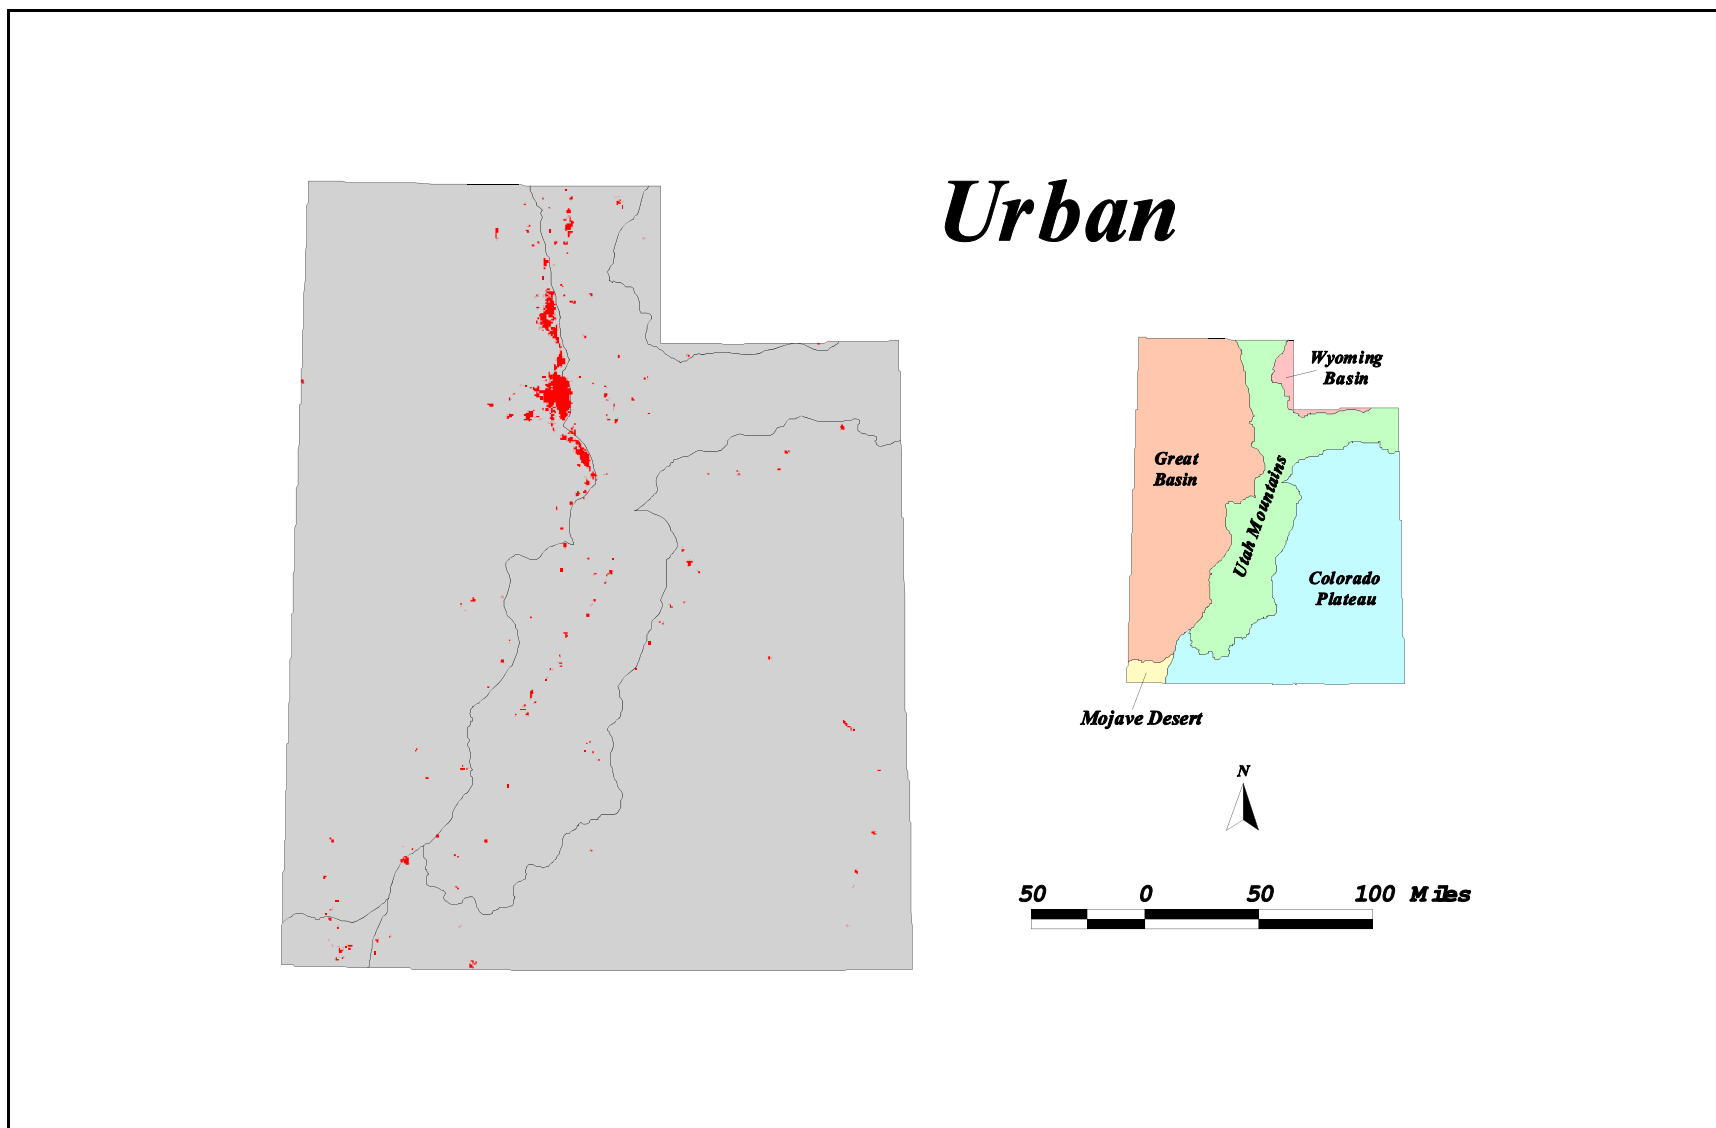 Urban
Wyoming
Basin
Great
Basin
Utah Mountains
Colorado
Plateau
Mojave Desert
N
50 0 50 100 Miles